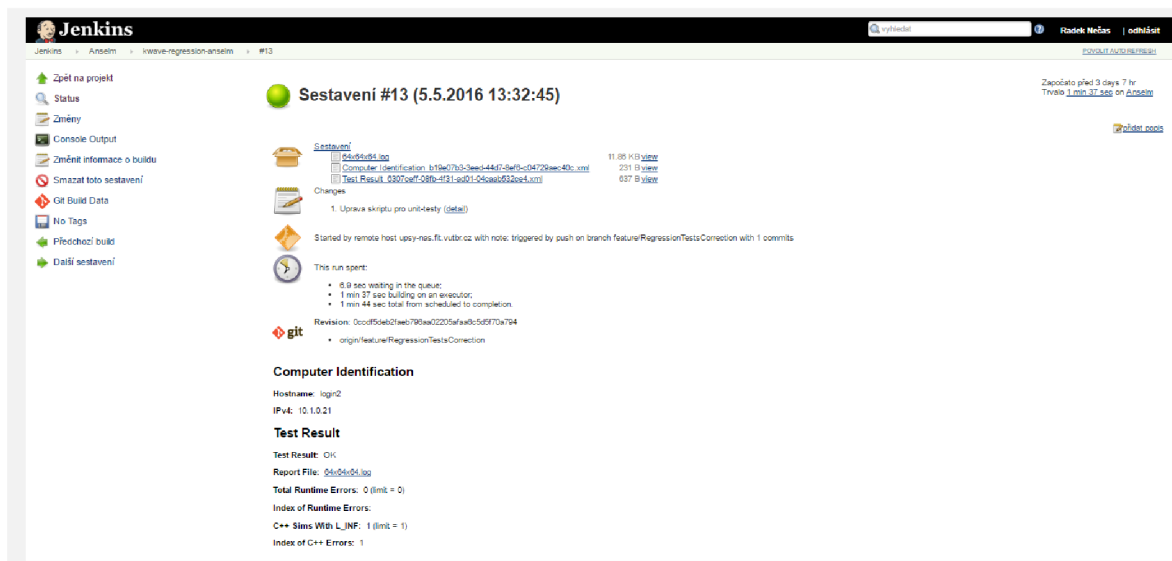 Jenkins
vyhledat
Radek Nečas | odhlásit
Jenkins › Anselm › kwave-regression-anselm › #13
POVOLIT AUTO REFRESH
Zpět na projekt
Status
Změny
Console Output
Změnit informace o buildu
Smazat toto sestavení
Git Build Data
No Tags
Předchozí build
Další sestavení
Sestavení #13 (5.5.2016 13:32:45)
Započato před 3 days 7 hr
Trvalo 1 min 37 sec on Anselm
přidat popis
Sestavení
64x64x64.log 11.86 KB view
Computer Identification_ 231 B view
Test Result_ 637 B view
Changes
1. Uprava skriptu pro unit-testy (detail)
Started by remote host upsy-nas.fit.vutbr.cz with note: triggered by push on branch feature/RegressionTestsCorrection with 1 commits
This run spent:
• 6.9 sec waiting in the queue;
• 1 min 37 sec building on an executor;
• 1 min 44 sec total from scheduled to completion.
git
Revision:
• origin/feature/RegressionTestsCorrection
Computer Identification
Hostname: login2
IPv4: 10.1.0.21
Test Result
Test Result: OK
Report File: 64x64x64.log
Total Runtime Errors: 0 (limit = 0)
Index of Runtime Errors:
C++ Sims With L_INF: 1 (limit = 1)
Index of C++ Errors: 1